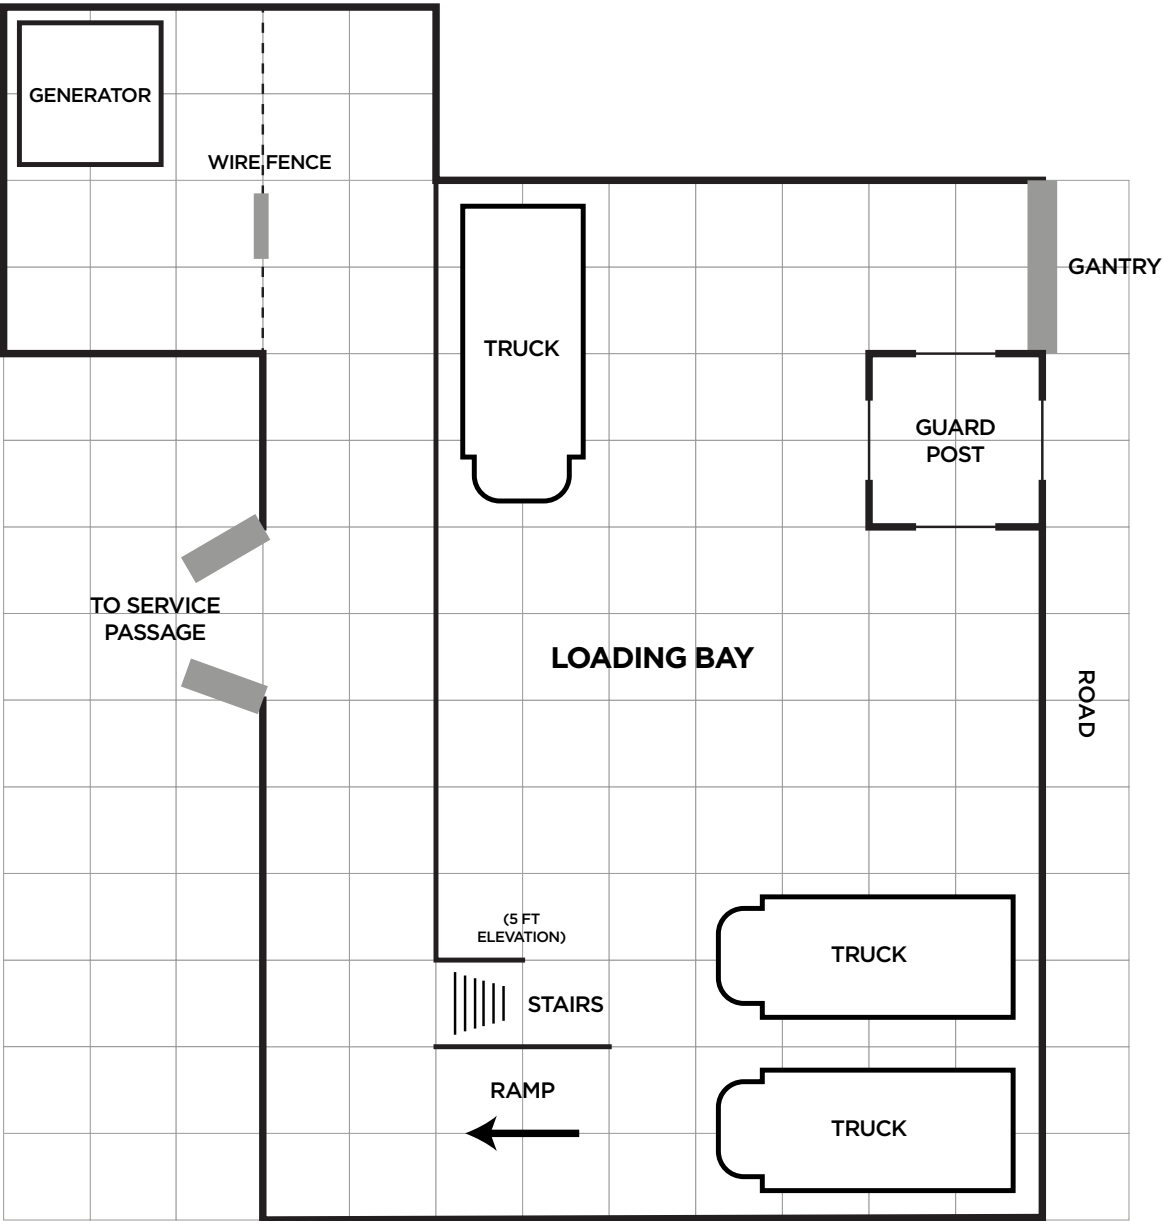 GENERATOR
WIRE FENCE
GANTRY
TRUCK
GUARD
POST
TO SERVICE
PASSAGE
LOADING BAY
ROAD
(5 FT
ELEVATION)
TRUCK
STAIRS
RAMP
TRUCK